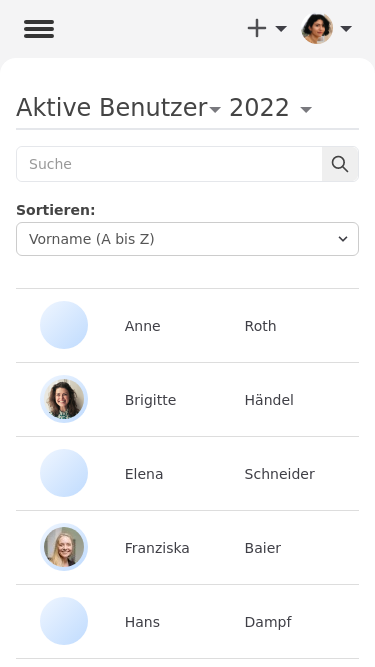 Aktive Benutzer 2022
Suche
Sortieren:
Vorname (A bis Z)
Anne Roth
Brigitte Händel
Elena Schneider
Franziska Baier
Hans Dampf